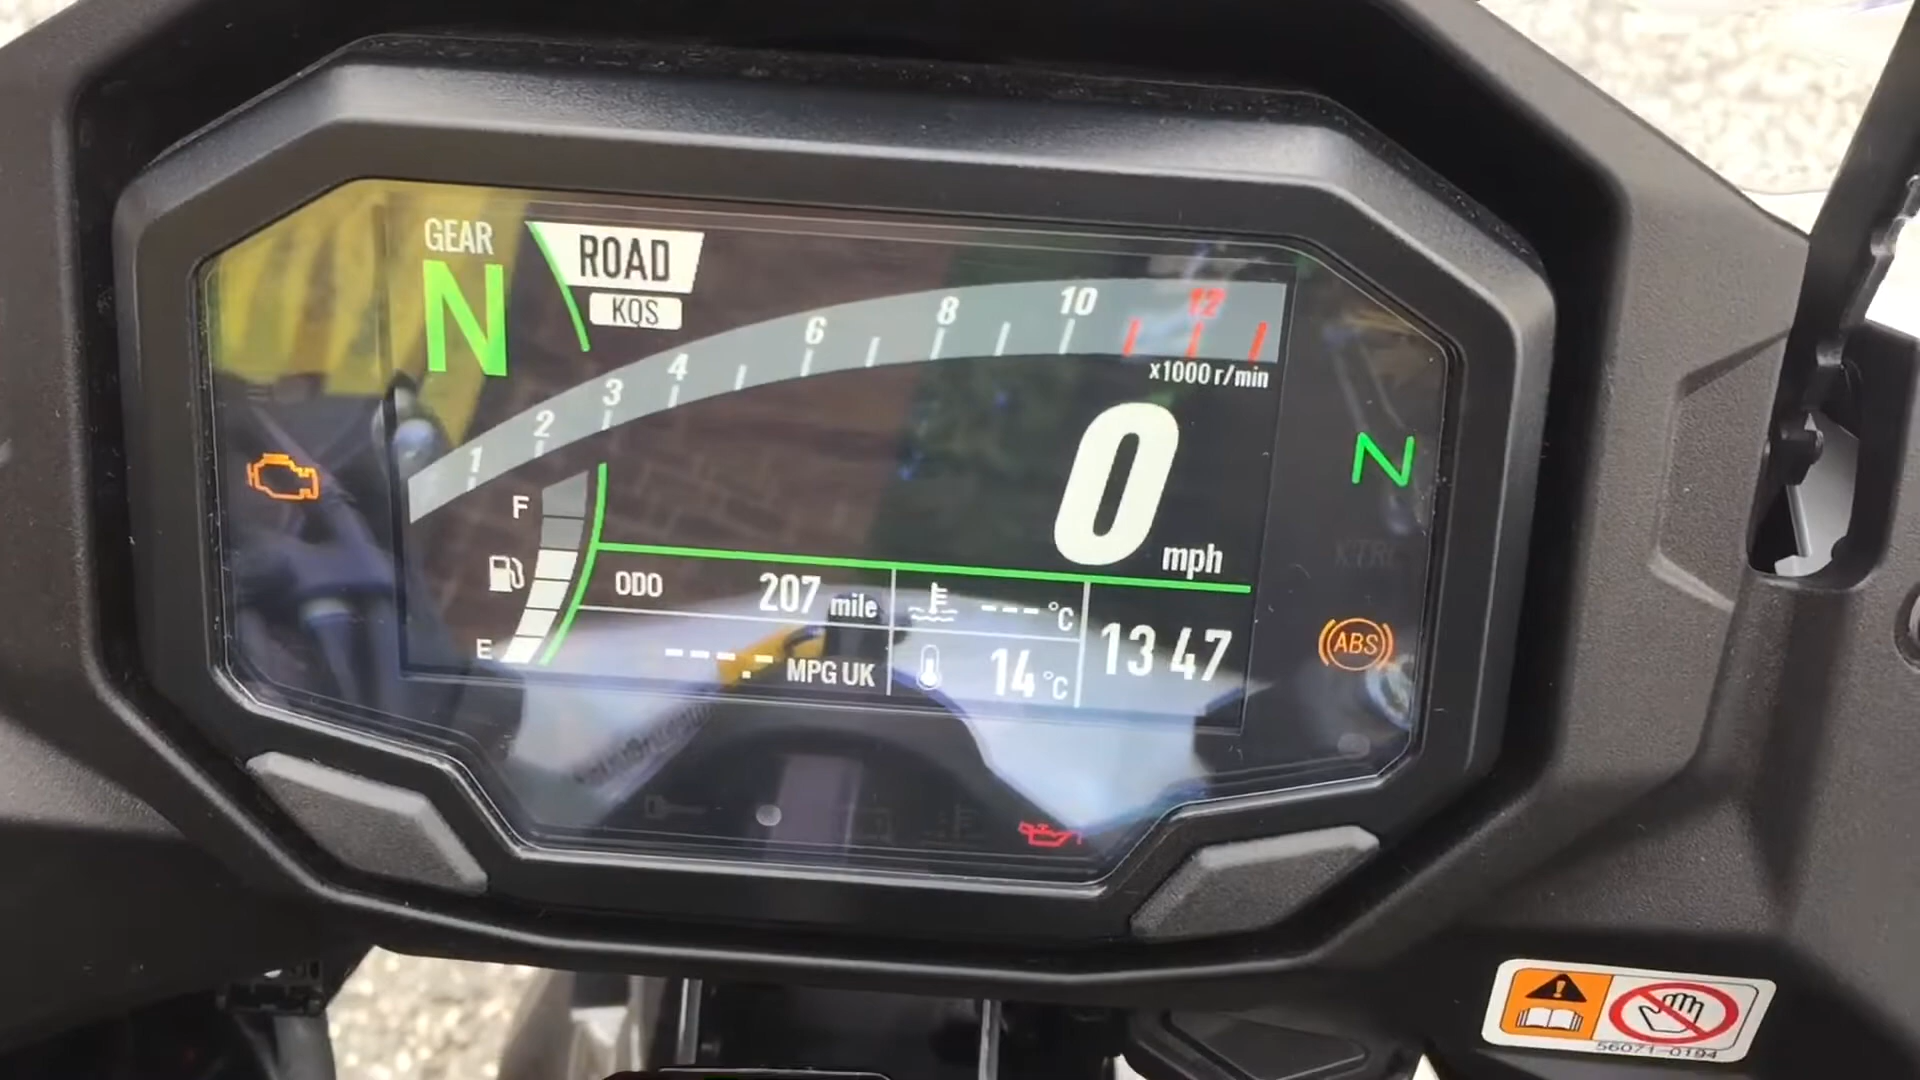 GEAR
N
ROAD
KQS
1 2 3 4 6 8 10 12
x1000 r/min
0 mph
N
F
E
ODO 207 mile
---°C
---.- MPG UK
14 °C
13 47
KTRC
ABS
56071-0194